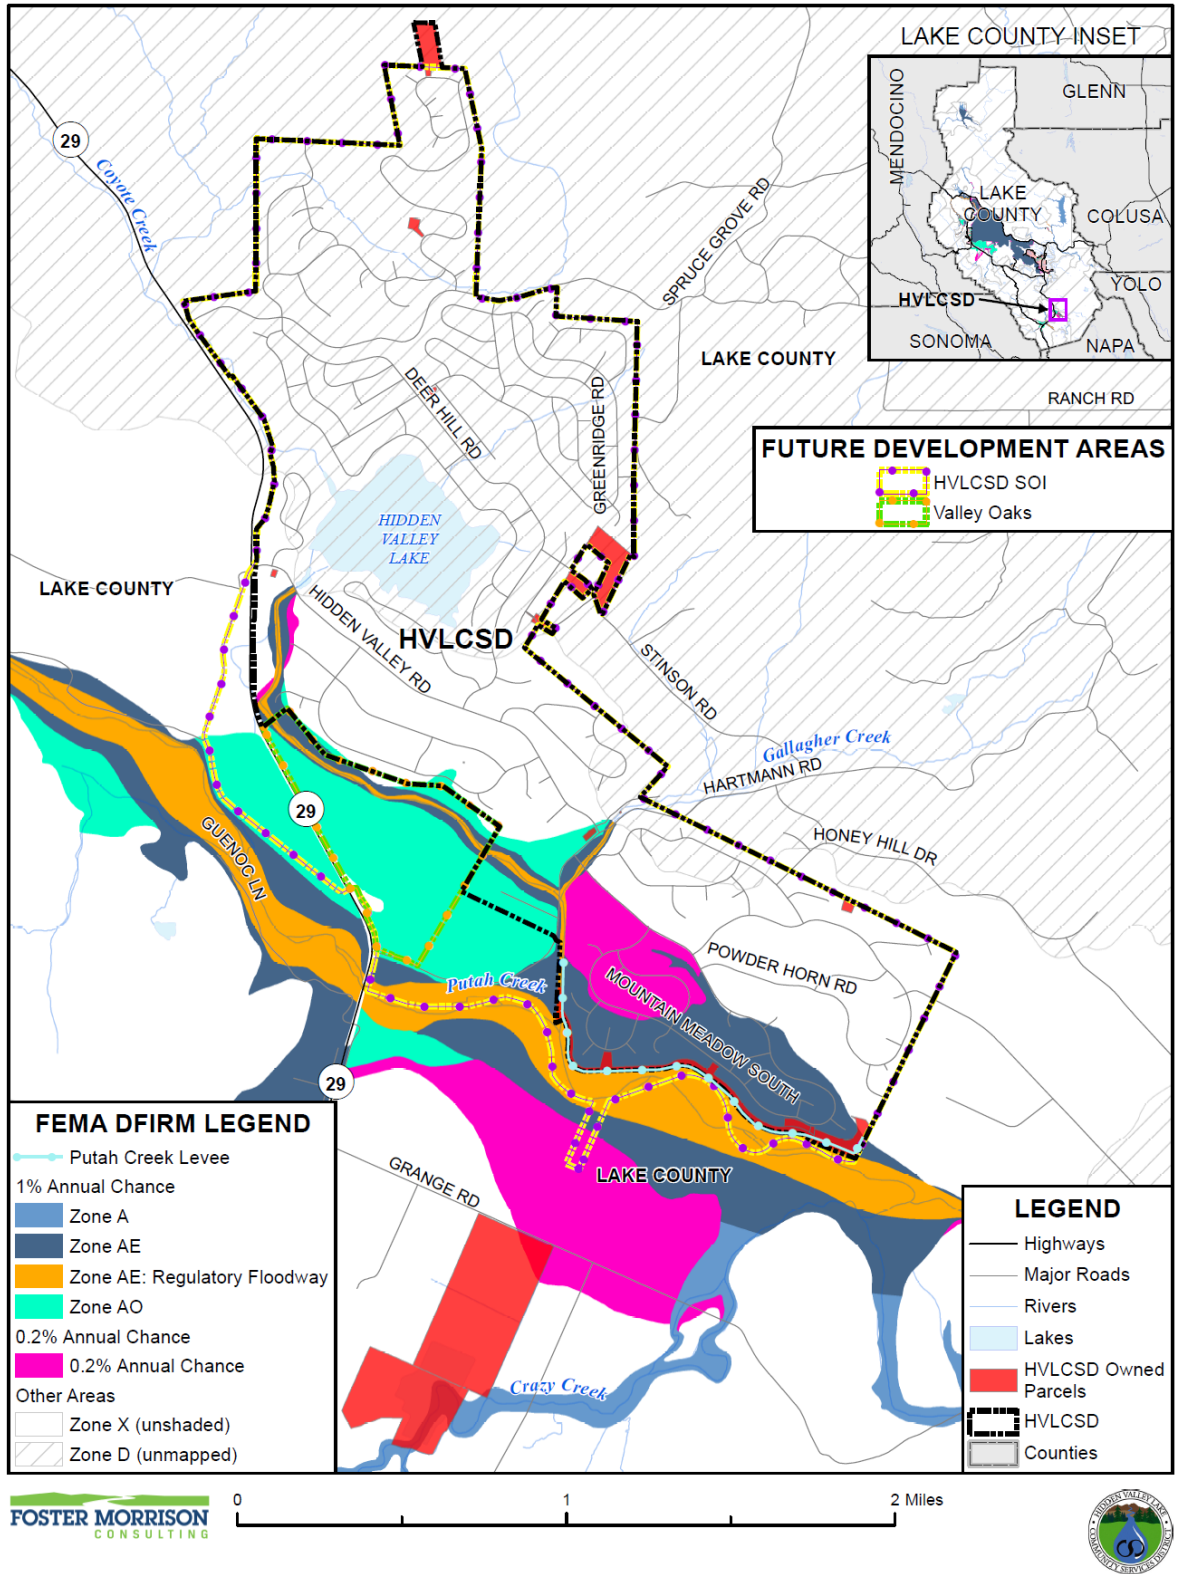 LAKE COUNTY INSET
MENDOCINO
GLENN
LAKE
COUNTY
COLUSA
YOLO
HVLCSD
SONOMA
NAPA
29
Coyote Creek
SPRUCE GROVE RD
LAKE COUNTY
RANCH RD
DEER HILL RD
GREENRIDGE RD
FUTURE DEVELOPMENT AREAS
HVLCSD SOI
Valley Oaks
HIDDEN
VALLEY
LAKE
LAKE COUNTY
HIDDEN VALLEY RD
HVLCSD
STINSON RD
Gallagher Creek
HARTMANN RD
29
GUENOC LN
HONEY HILL DR
POWDER HORN RD
Putah Creek
MOUNTAIN MEADOW SOUTH
29
GRANGE RD
LAKE COUNTY
Crazy Creek
FEMA DFIRM LEGEND
Putah Creek Levee
1% Annual Chance
Zone A
Zone AE
Zone AE: Regulatory Floodway
Zone AO
0.2% Annual Chance
0.2% Annual Chance
Other Areas
Zone X (unshaded)
Zone D (unmapped)
LEGEND
Highways
Major Roads
Rivers
Lakes
HVLCSD Owned
Parcels
HVLCSD
Counties
FOSTER MORRISON
CONSULTING
0 1 2 Miles
HIDDEN VALLEY LAKE
COMMUNITY SERVICES DISTRICT